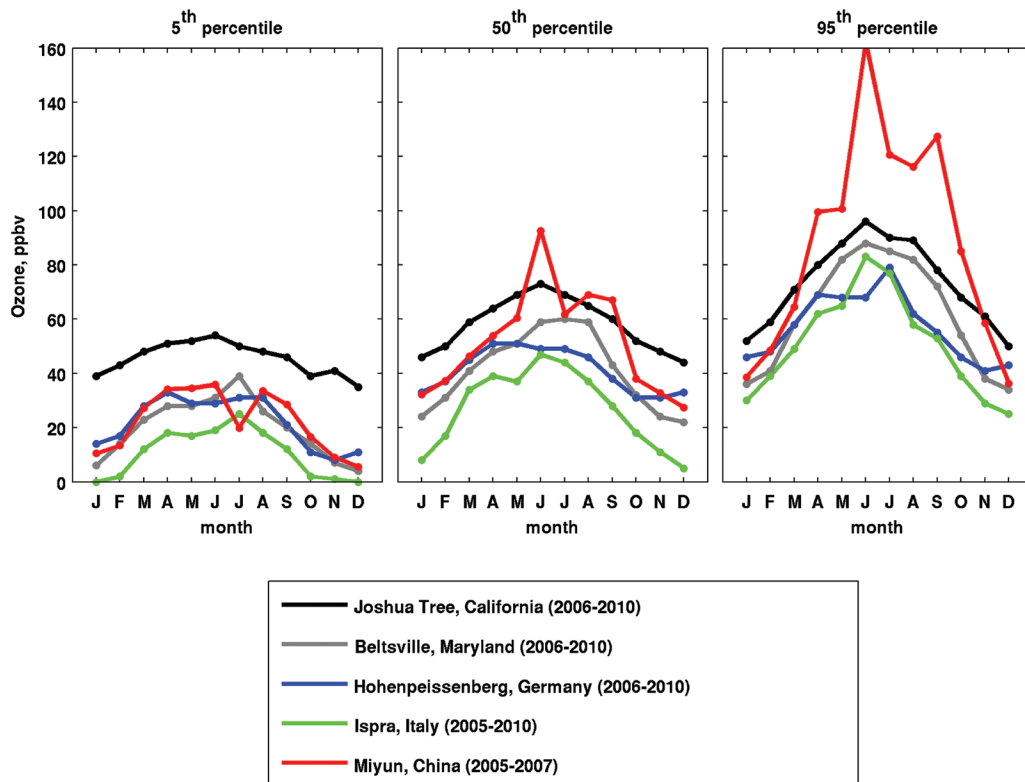 5th percentile
50th percentile
95th percentile
Ozone, ppbv
160
140
120
100
80
60
40
20
0
J F M A M J J A S O N D
J F M A M J J A S O N D
J F M A M J J A S O N D
month
month
month
Joshua Tree, California (2006-2010)
Beltsville, Maryland (2006-2010)
Hohenpeissenberg, Germany (2006-2010)
Ispra, Italy (2005-2010)
Miyun, China (2005-2007)